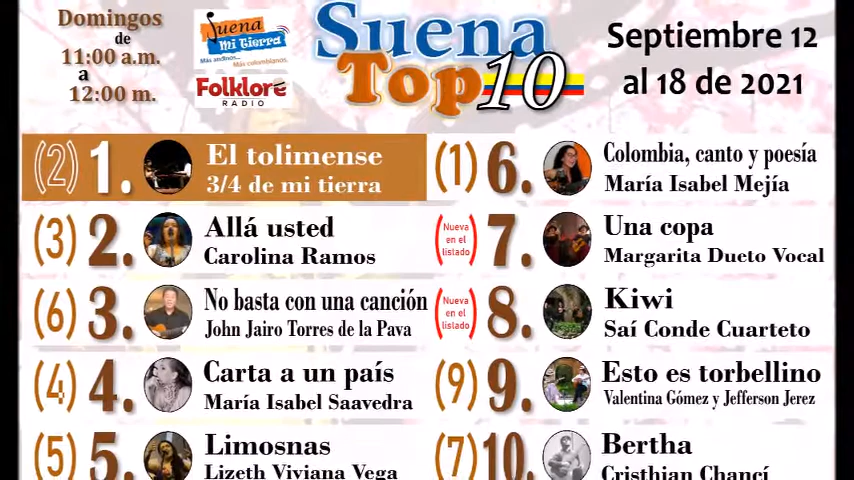 Domingos
de
11:00 a.m.
a
12:00 m.
Suena
Mi Tierra
Más andinos...
Más colombianos.
Folklore
RADIO
Suena
Top 10
Septiembre 12
al 18 de 2021
(2) 1. El tolimense
3/4 de mi tierra
(3) 2. Allá usted
Carolina Ramos
(6) 3. No basta con una canción
John Jairo Torres de la Pava
(4) 4. Carta a un país
María Isabel Saavedra
(5) 5. Limosnas
Lizeth Viviana Vega
(1) 6. Colombia, canto y poesía
María Isabel Mejía
(Nueva
en el
listado) 7. Una copa
Margarita Dueto Vocal
(Nueva
en el
listado) 8. Kiwi
Saí Conde Cuarteto
(9) 9. Esto es torbellino
Valentina Gómez y Jefferson Jerez
(7) 10. Bertha
Cristhian Chancí